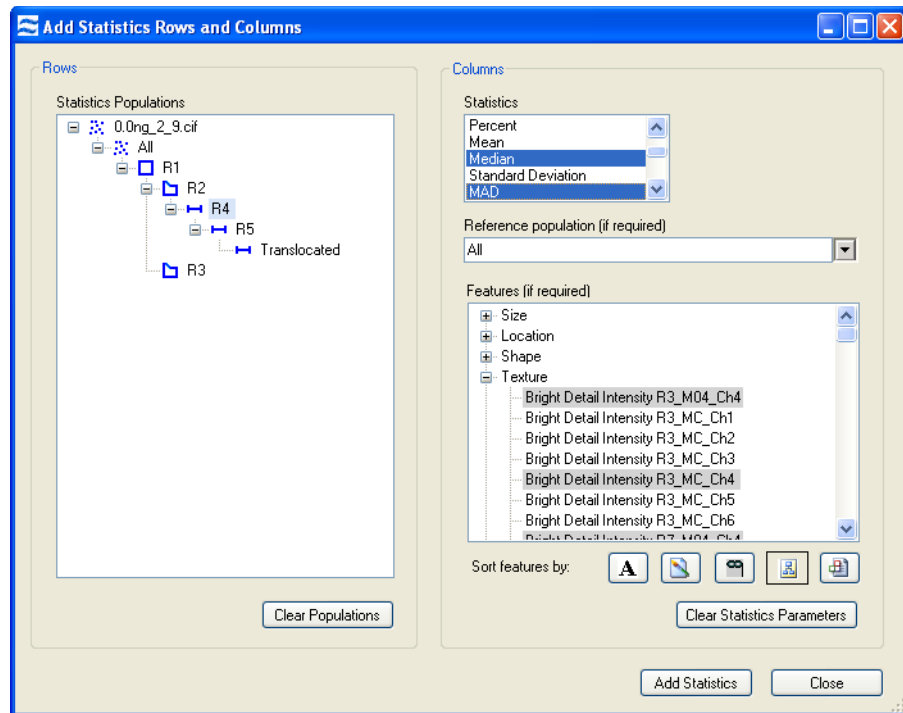 Add Statistics Rows and Columns
Rows
Statistics Populations
0.0ng_2_9.cif
All
R1
R2
R4
R5
Translocated
R3
Clear Populations
Columns
Statistics
Percent
Mean
Median
Standard Deviation
MAD
Reference population (if required)
All
Features (if required)
Size
Location
Shape
Texture
Bright Detail Intensity R3_M04_Ch4
Bright Detail Intensity R3_MC_Ch1
Bright Detail Intensity R3_MC_Ch2
Bright Detail Intensity R3_MC_Ch3
Bright Detail Intensity R3_MC_Ch4
Bright Detail Intensity R3_MC_Ch5
Bright Detail Intensity R3_MC_Ch6
Bright Detail Intensity R7_M04_Ch4
Sort features by:
A
Clear Statistics Parameters
Add Statistics
Close